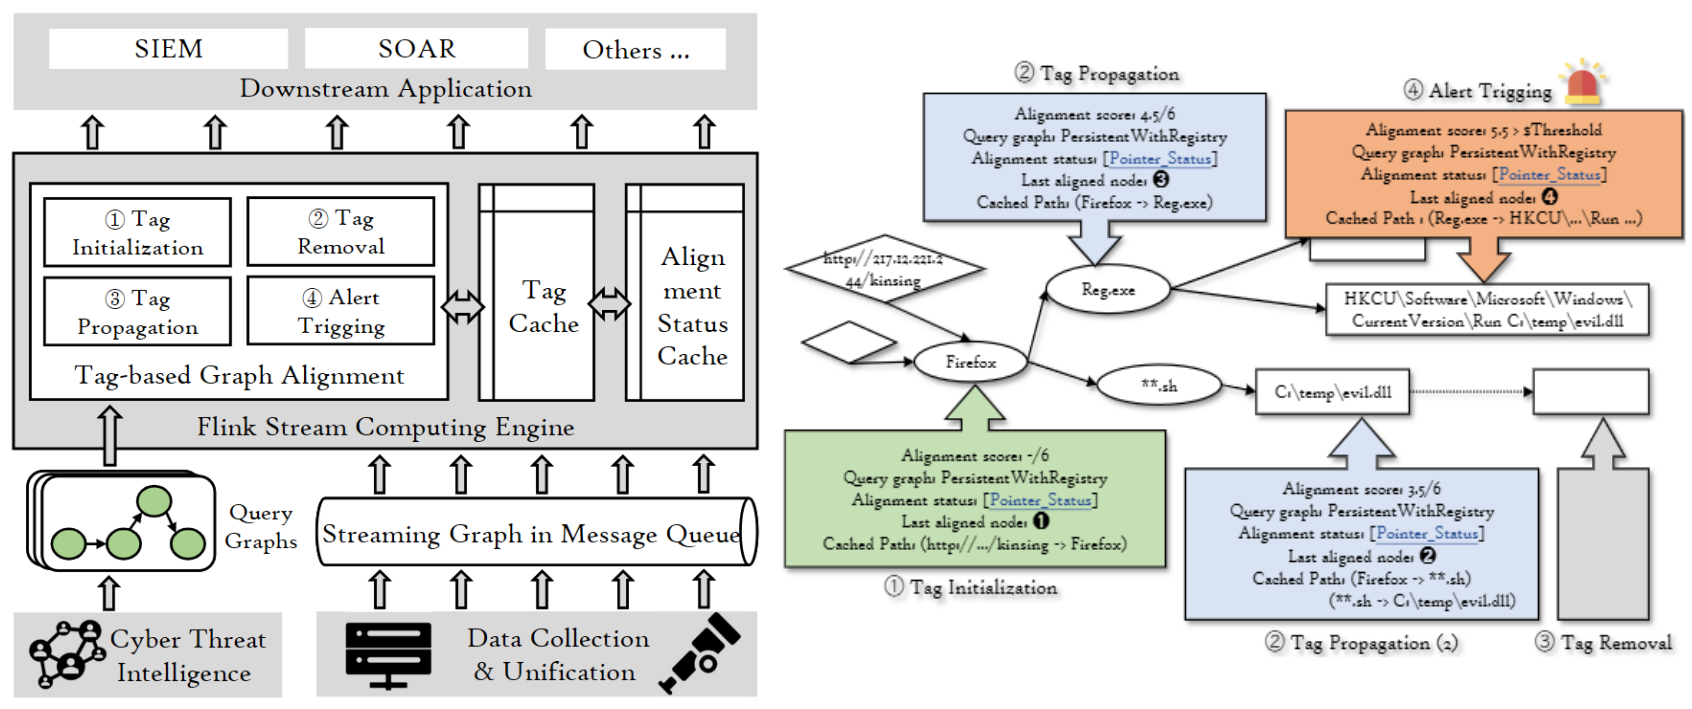 SIEM
SOAR
Others ...
Downstream Application
① Tag
Initialization
② Tag
Removal
③ Tag
Propagation
④ Alert
Trigging
Tag-based Graph Alignment
Tag
Cache
Align
ment
Status
Cache
Flink Stream Computing Engine
Query
Graphs
Streaming Graph in Message Queue
Cyber Threat
Intelligence
Data Collection
& Unification
② Tag Propagation
Alignment score: 4.5/6
Query graph: PersistentWithRegistry
Alignment status: [Pointer_Status]
Last aligned node: ❸
Cached Path: (Firefox -> Reg.exe)
④ Alert Trigging
Alignment score: 5.5 > $Threshold
Query graph: PersistentWithRegistry
Alignment status: [Pointer_Status]
Last aligned node: ❹
Cached Path : (Reg.exe -> HKCU\...\Run ...)
http://217.12.221.2
44/kinsing
Reg.exe
HKCU\Software\Microsoft\Windows\
CurrentVersion\Run C:\temp\evil.dll
Firefox
**.sh
C:\temp\evil.dll
Alignment score: -/6
Query graph: PersistentWithRegistry
Alignment status: [Pointer_Status]
Last aligned node: ❶
Cached Path: (http://.../kinsing -> Firefox)
① Tag Initialization
Alignment score: 3.5/6
Query graph: PersistentWithRegistry
Alignment status: [Pointer_Status]
Last aligned node: ❷
Cached Path: (Firefox -> **.sh)
(**.sh -> C:\temp\evil.dll)
② Tag Propagation (2)
③ Tag Removal